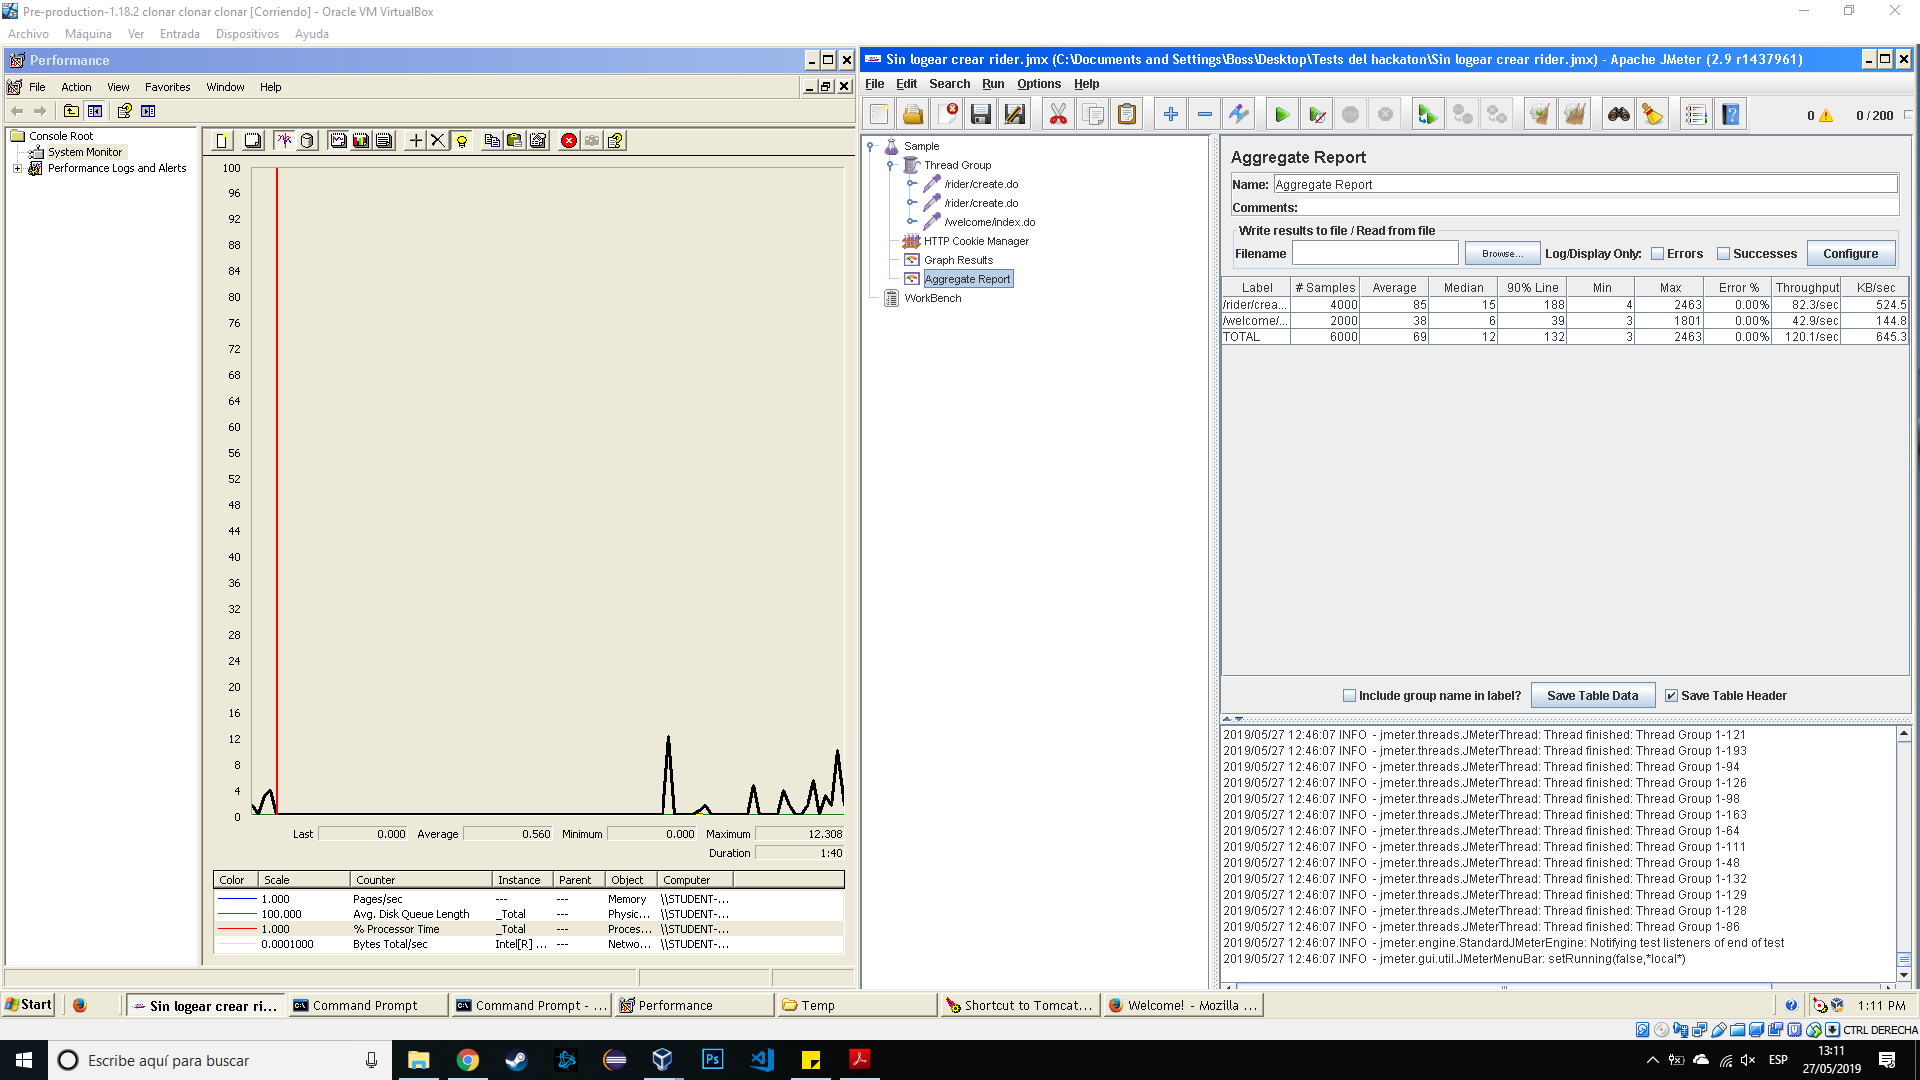 Pre-production-1.18.2 clonar clonar clonar [Corriendo] - Oracle VM VirtualBox
Archivo Máquina Ver Entrada Dispositivos Ayuda
Performance
File Action View Favorites Window Help
Console Root
System Monitor
Performance Logs and Alerts
100
96
92
88
84
80
76
72
68
64
60
56
52
48
44
40
36
32
28
24
20
16
12
8
4
0
Last 0.000 Average 0.560 Minimum 0.000 Maximum 12.308
Duration 1:40
Color Scale Counter Instance Parent Object Computer
1.000 Pages/sec --- --- Memory \\STUDENT-...
100.000 Avg. Disk Queue Length _Total --- Physic... \\STUDENT-...
1.000 % Processor Time _Total --- Proces... \\STUDENT-...
0.0001000 Bytes Total/sec Intel[R] ... --- Netwo... \\STUDENT-...
Sin logear crear rider.jmx (C:\Documents and Settings\Boss\Desktop\Tests del hackaton\Sin logear crear rider.jmx) - Apache JMeter (2.9 r1437961)
File Edit Search Run Options Help
0 0 / 200
Sample
Thread Group
/rider/create.do
/rider/create.do
/welcome/index.do
HTTP Cookie Manager
Graph Results
Aggregate Report
WorkBench
Aggregate Report
Name: Aggregate Report
Comments:
Write results to file / Read from file
Filename Browse... Log/Display Only: Errors Successes Configure
Label # Samples Average Median 90% Line Min Max Error % Throughput KB/sec
/rider/crea... 4000 85 15 188 4 2463 0.00% 82.3/sec 524.5
/welcome/... 2000 38 6 39 3 1801 0.00% 42.9/sec 144.8
TOTAL 6000 69 12 132 3 2463 0.00% 120.1/sec 645.3
Include group name in label? Save Table Data Save Table Header
2019/05/27 12:46:07 INFO - jmeter.threads.JMeterThread: Thread finished: Thread Group 1-121
2019/05/27 12:46:07 INFO - jmeter.threads.JMeterThread: Thread finished: Thread Group 1-193
2019/05/27 12:46:07 INFO - jmeter.threads.JMeterThread: Thread finished: Thread Group 1-94
2019/05/27 12:46:07 INFO - jmeter.threads.JMeterThread: Thread finished: Thread Group 1-126
2019/05/27 12:46:07 INFO - jmeter.threads.JMeterThread: Thread finished: Thread Group 1-98
2019/05/27 12:46:07 INFO - jmeter.threads.JMeterThread: Thread finished: Thread Group 1-163
2019/05/27 12:46:07 INFO - jmeter.threads.JMeterThread: Thread finished: Thread Group 1-64
2019/05/27 12:46:07 INFO - jmeter.threads.JMeterThread: Thread finished: Thread Group 1-111
2019/05/27 12:46:07 INFO - jmeter.threads.JMeterThread: Thread finished: Thread Group 1-48
2019/05/27 12:46:07 INFO - jmeter.threads.JMeterThread: Thread finished: Thread Group 1-132
2019/05/27 12:46:07 INFO - jmeter.threads.JMeterThread: Thread finished: Thread Group 1-129
2019/05/27 12:46:07 INFO - jmeter.threads.JMeterThread: Thread finished: Thread Group 1-128
2019/05/27 12:46:07 INFO - jmeter.threads.JMeterThread: Thread finished: Thread Group 1-86
2019/05/27 12:46:07 INFO - jmeter.engine.StandardJMeterEngine: Notifying test listeners of end of test
2019/05/27 12:46:07 INFO - jmeter.gui.util.JMeterMenuBar: setRunning(false,*local*)
Start Sin logear crear ri... Command Prompt Command Prompt - ... Performance Temp Shortcut to Tomcat... Welcome! - Mozilla ... 1:11 PM
CTRL DERECHA
Escribe aquí para buscar
Ps
ESP
13:11
27/05/2019